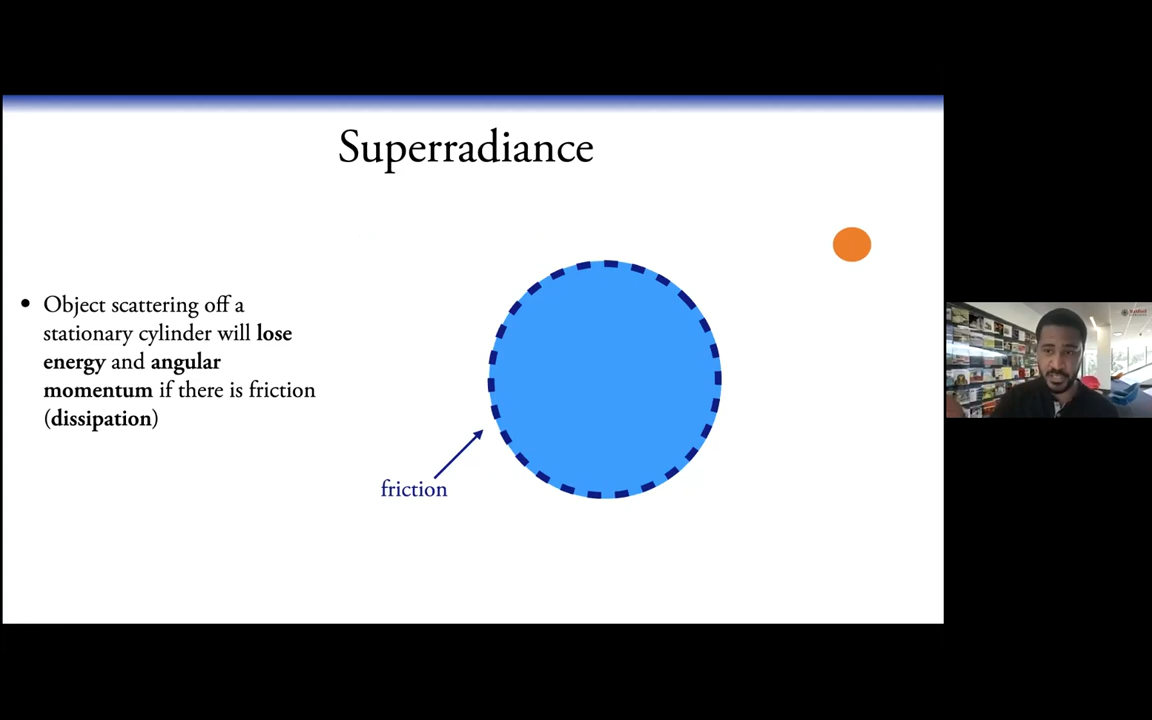 Superradiance
• Object scattering off a
stationary cylinder will lose
energy and angular
momentum if there is friction
(dissipation)
friction